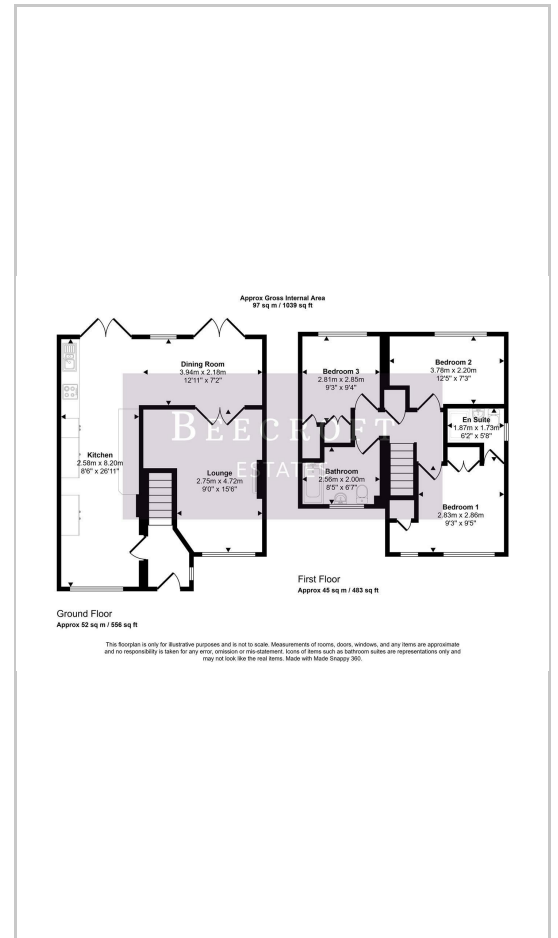 Approx Gross Internal Area
97 sq m / 1039 sq ft
Dining Room
3.94m x 2.18m
12'11" x 7'2"
Kitchen
2.58m x 8.20m
8'6" x 26'11"
Lounge
2.75m x 4.72m
9'0" x 15'6"
Bedroom 3
2.81m x 2.85m
9'3" x 9'4"
Bedroom 2
3.78m x 2.20m
12'5" x 7'3"
En Suite
1.87m x 1.73m
6'2" x 5'8"
Bathroom
2.56m x 2.00m
8'5" x 6'7"
Bedroom 1
2.83m x 2.86m
9'3" x 9'5"
BEECROFT
ESTATES
Ground Floor
Approx 52 sq m / 556 sq ft
First Floor
Approx 45 sq m / 483 sq ft
This floorplan is only for illustrative purposes and is not to scale. Measurements of rooms, doors, windows, and any items are approximate
and no responsibility is taken for any error, omission or mis-statement. Icons of items such as bathroom suites are representations only and
may not look like the real items. Made with Made Snappy 360.